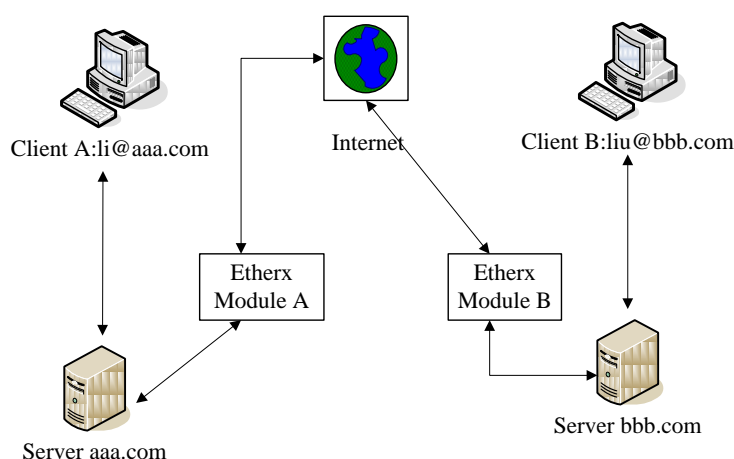 Client A:li@aaa.com
Internet
Client B:liu@bbb.com
Etherx
Module A
Etherx
Module B
Server aaa.com
Server bbb.com